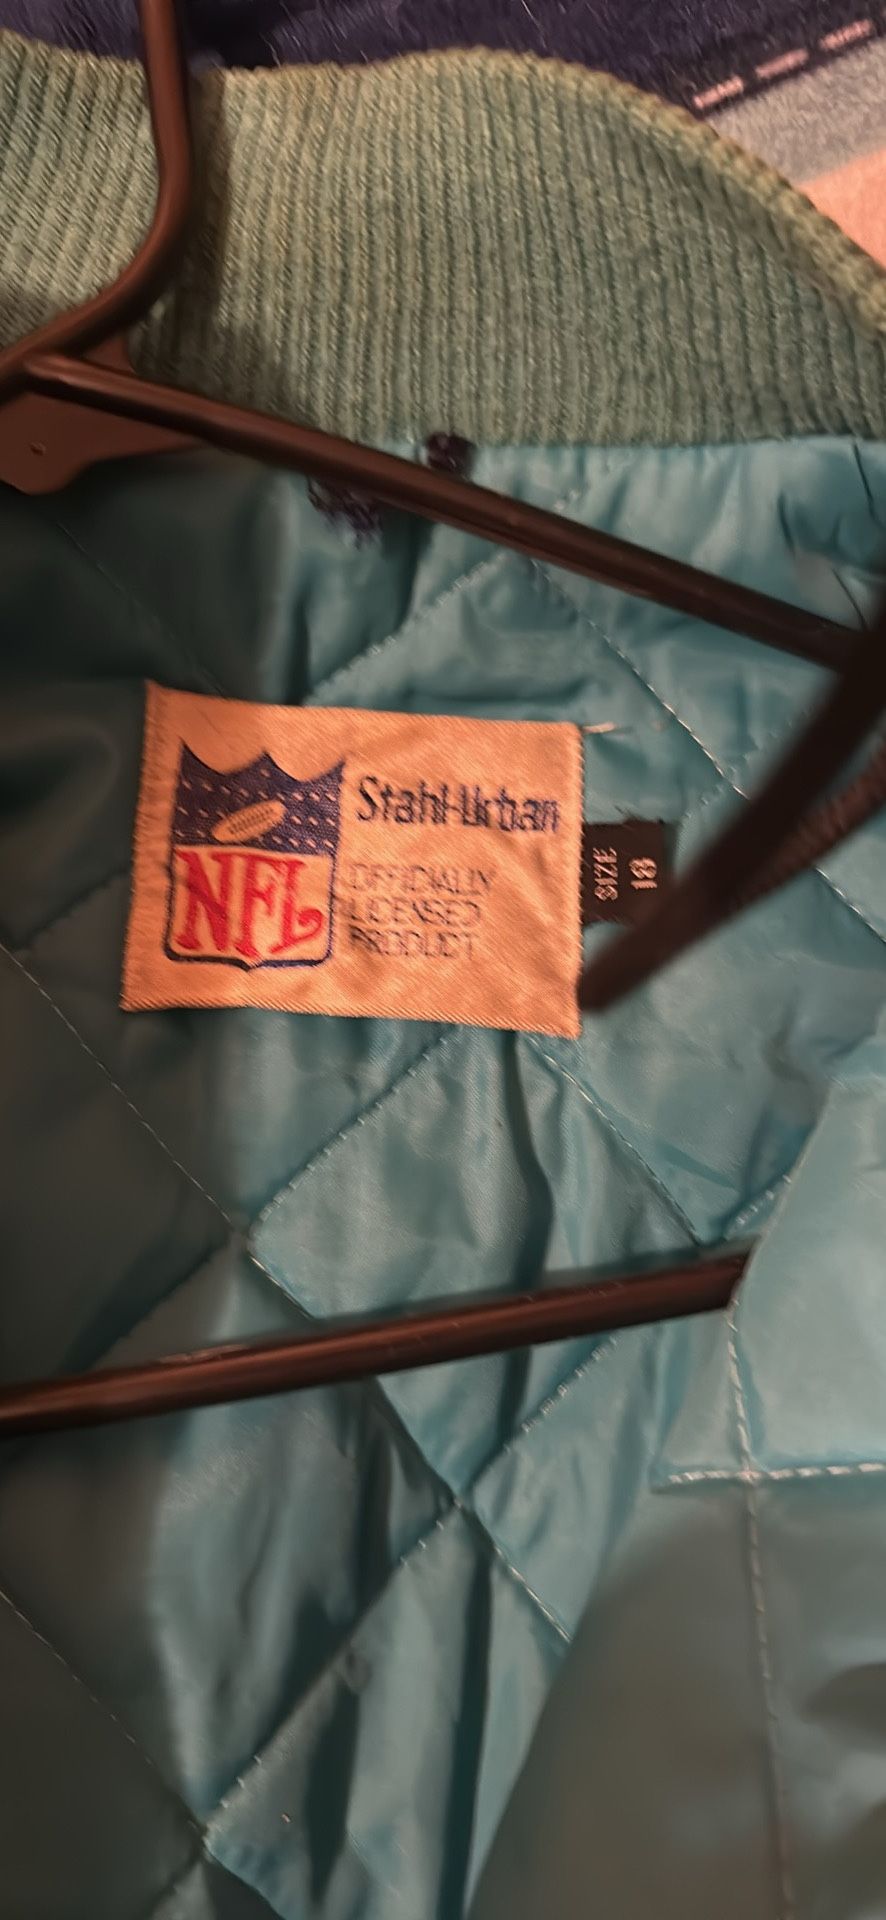 NFL
Stahl-Urban
OFFICIALLY
LICENSED
PRODUCT
SIZE
18